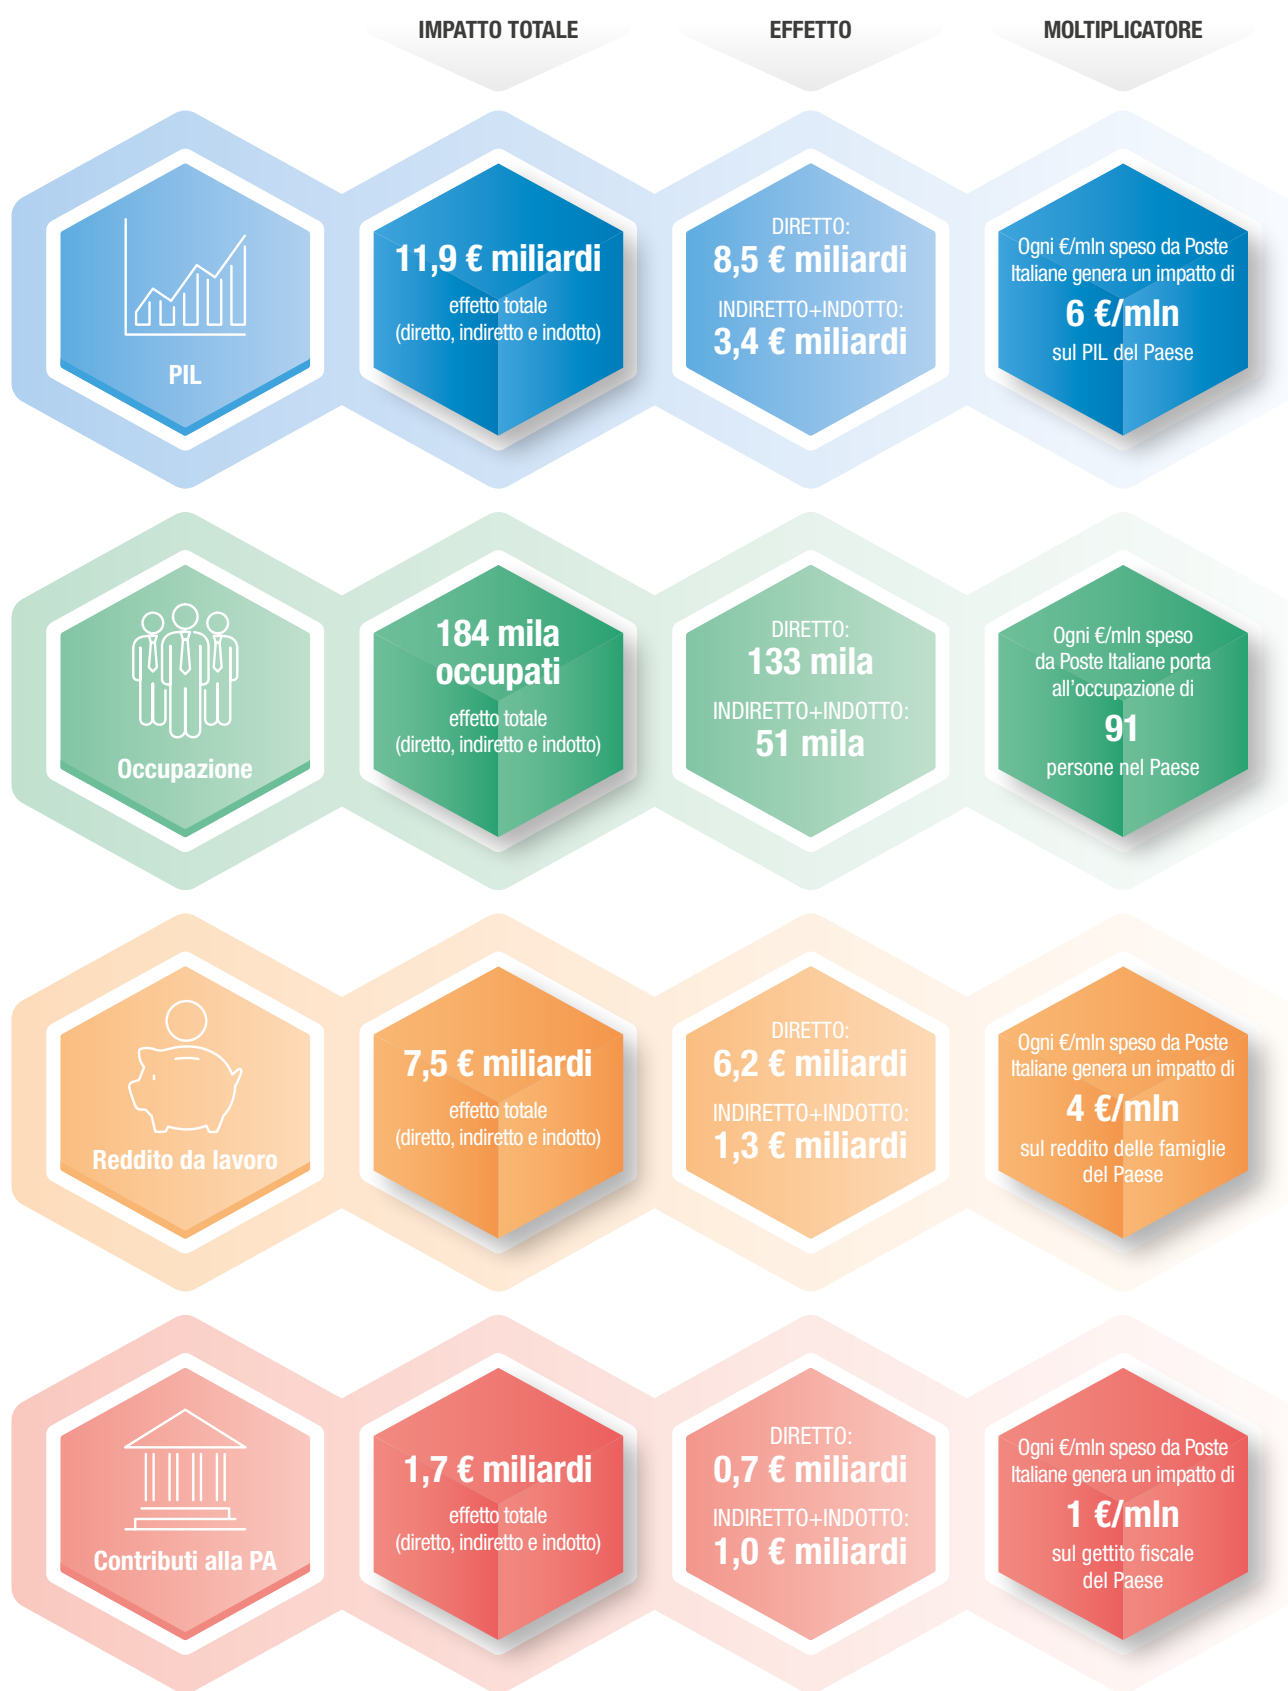 IMPATTO TOTALE
EFFETTO
MOLTIPLICATORE
PIL
11,9 € miliardi
effetto totale
(diretto, indiretto e indotto)
DIRETTO:
8,5 € miliardi
INDIRETTO+INDOTTO:
3,4 € miliardi
Ogni €/mln speso da Poste
Italiane genera un impatto di
6 €/mln
sul PIL del Paese
Occupazione
184 mila
occupati
effetto totale
(diretto, indiretto e indotto)
DIRETTO:
133 mila
INDIRETTO+INDOTTO:
51 mila
Ogni €/mln speso
da Poste Italiane porta
all'occupazione di
91
persone nel Paese
Reddito da lavoro
7,5 € miliardi
effetto totale
(diretto, indiretto e indotto)
DIRETTO:
6,2 € miliardi
INDIRETTO+INDOTTO:
1,3 € miliardi
Ogni €/mln speso da Poste
Italiane genera un impatto di
4 €/mln
sul reddito delle famiglie
del Paese
Contributi alla PA
1,7 € miliardi
effetto totale
(diretto, indiretto e indotto)
DIRETTO:
0,7 € miliardi
INDIRETTO+INDOTTO:
1,0 € miliardi
Ogni €/mln speso da Poste
Italiane genera un impatto di
1 €/mln
sul gettito fiscale
del Paese